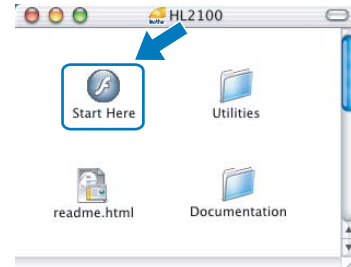 HL2100
Start Here
Utilities
readme.html
Documentation